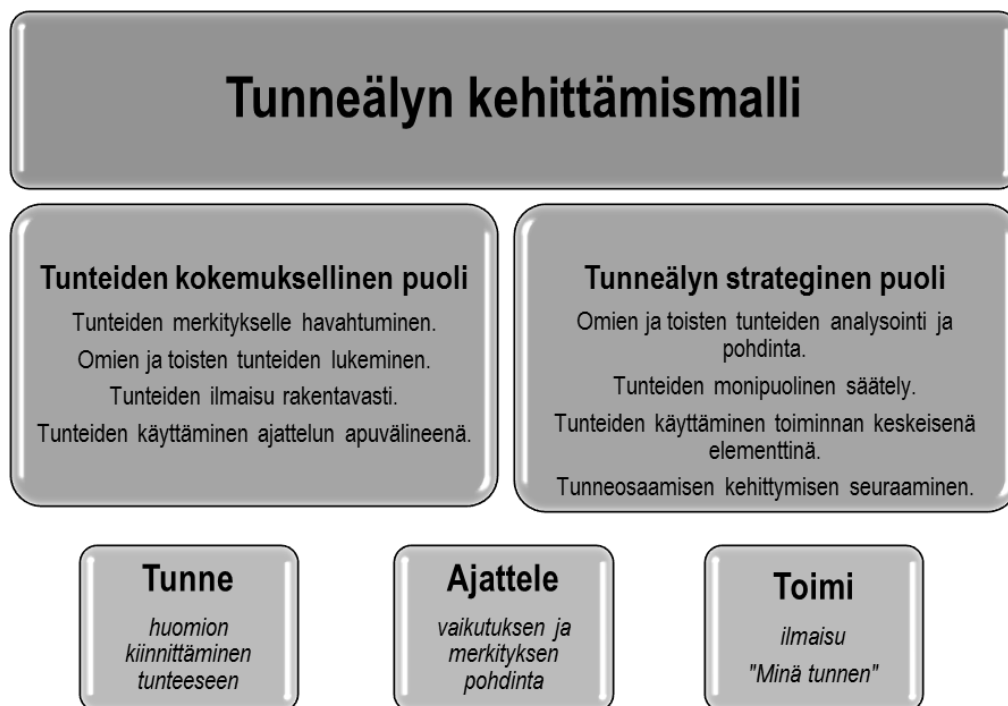 Tunneälyn kehittämismalli
Tunteiden kokemuksellinen puoli
Tunteiden merkitykselle havahtuminen.
Omien ja toisten tunteiden lukeminen.
Tunteiden ilmaisu rakentavasti.
Tunteiden käyttäminen ajattelun apuvälineenä.
Tunneälyn strateginen puoli
Omien ja toisten tunteiden analysointi ja
pohdinta.
Tunteiden monipuolinen säätely.
Tunteiden käyttäminen toiminnan keskeisenä
elementtinä.
Tunneosaamisen kehittymisen seuraaminen.
Tunne
huomion
kiinnittäminen
tunteeseen
Ajattele
vaikutuksen ja
merkityksen
pohdinta
Toimi
ilmaisu
"Minä tunnen"